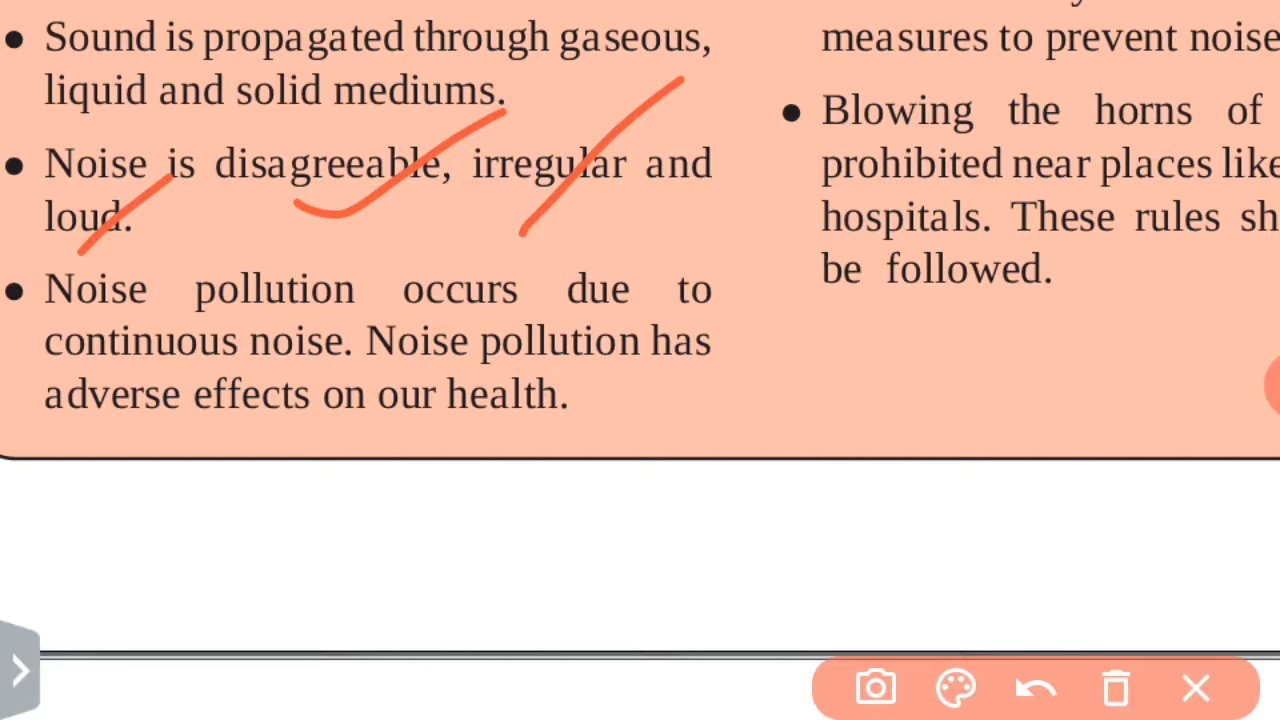 ● Sound is propagated through gaseous,
liquid and solid mediums.
● Noise is disagreeable, irregular and
loud.
● Noise pollution occurs due to
continuous noise. Noise pollution has
adverse effects on our health.
measures to prevent noise
● Blowing the horns of
prohibited near places like
hospitals. These rules sh
be followed.